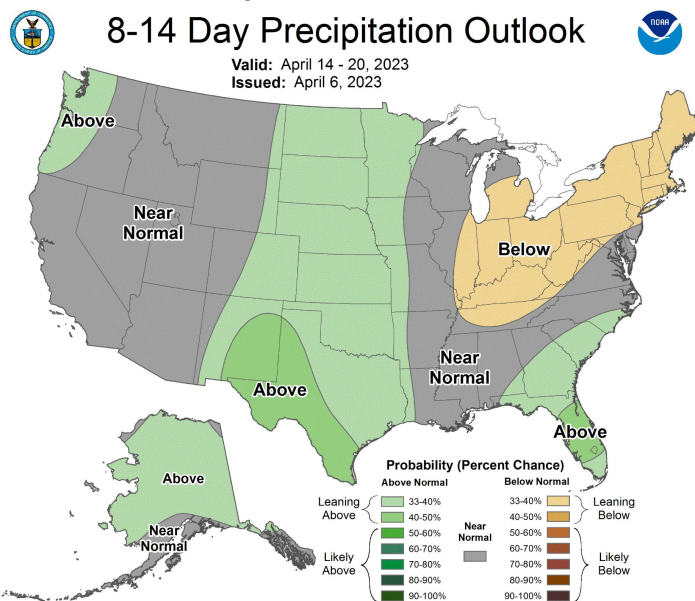 8-14 Day Precipitation Outlook
NOAA
Valid: April 14 - 20, 2023
Issued: April 6, 2023
Above
Near
Normal
Below
Near
Normal
Above
Above
Above
Near
Normal
Probability (Percent Chance)
Above Normal
Below Normal
Leaning
Above
33-40%
40-50%
Likely
Above
50-60%
60-70%
70-80%
80-90%
90-100%
Near
Normal
33-40%
40-50%
Leaning
Below
50-60%
60-70%
70-80%
80-90%
90-100%
Likely
Below